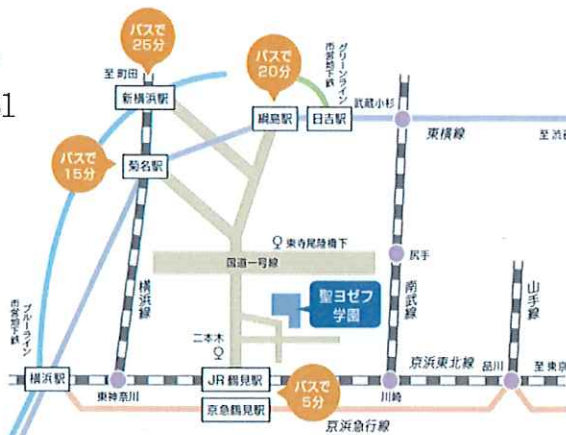 バスで
25分
至 町田
新横浜駅
バスで
20分
綱島駅
グリーンライン
市営地下鉄
日吉駅
武蔵小杉
東横線
バスで
15分
菊名駅
東寺尾陸橋下
国道一号線
尻手
聖ヨゼフ
学園
横浜線
南武線
山手線
ブルーライン
市営地下鉄
二本木
京浜東北線
品川
至 東京
横浜駅
東神奈川
JR 鶴見駅
京急鶴見駅
バスで
5分
川崎
京浜急行線